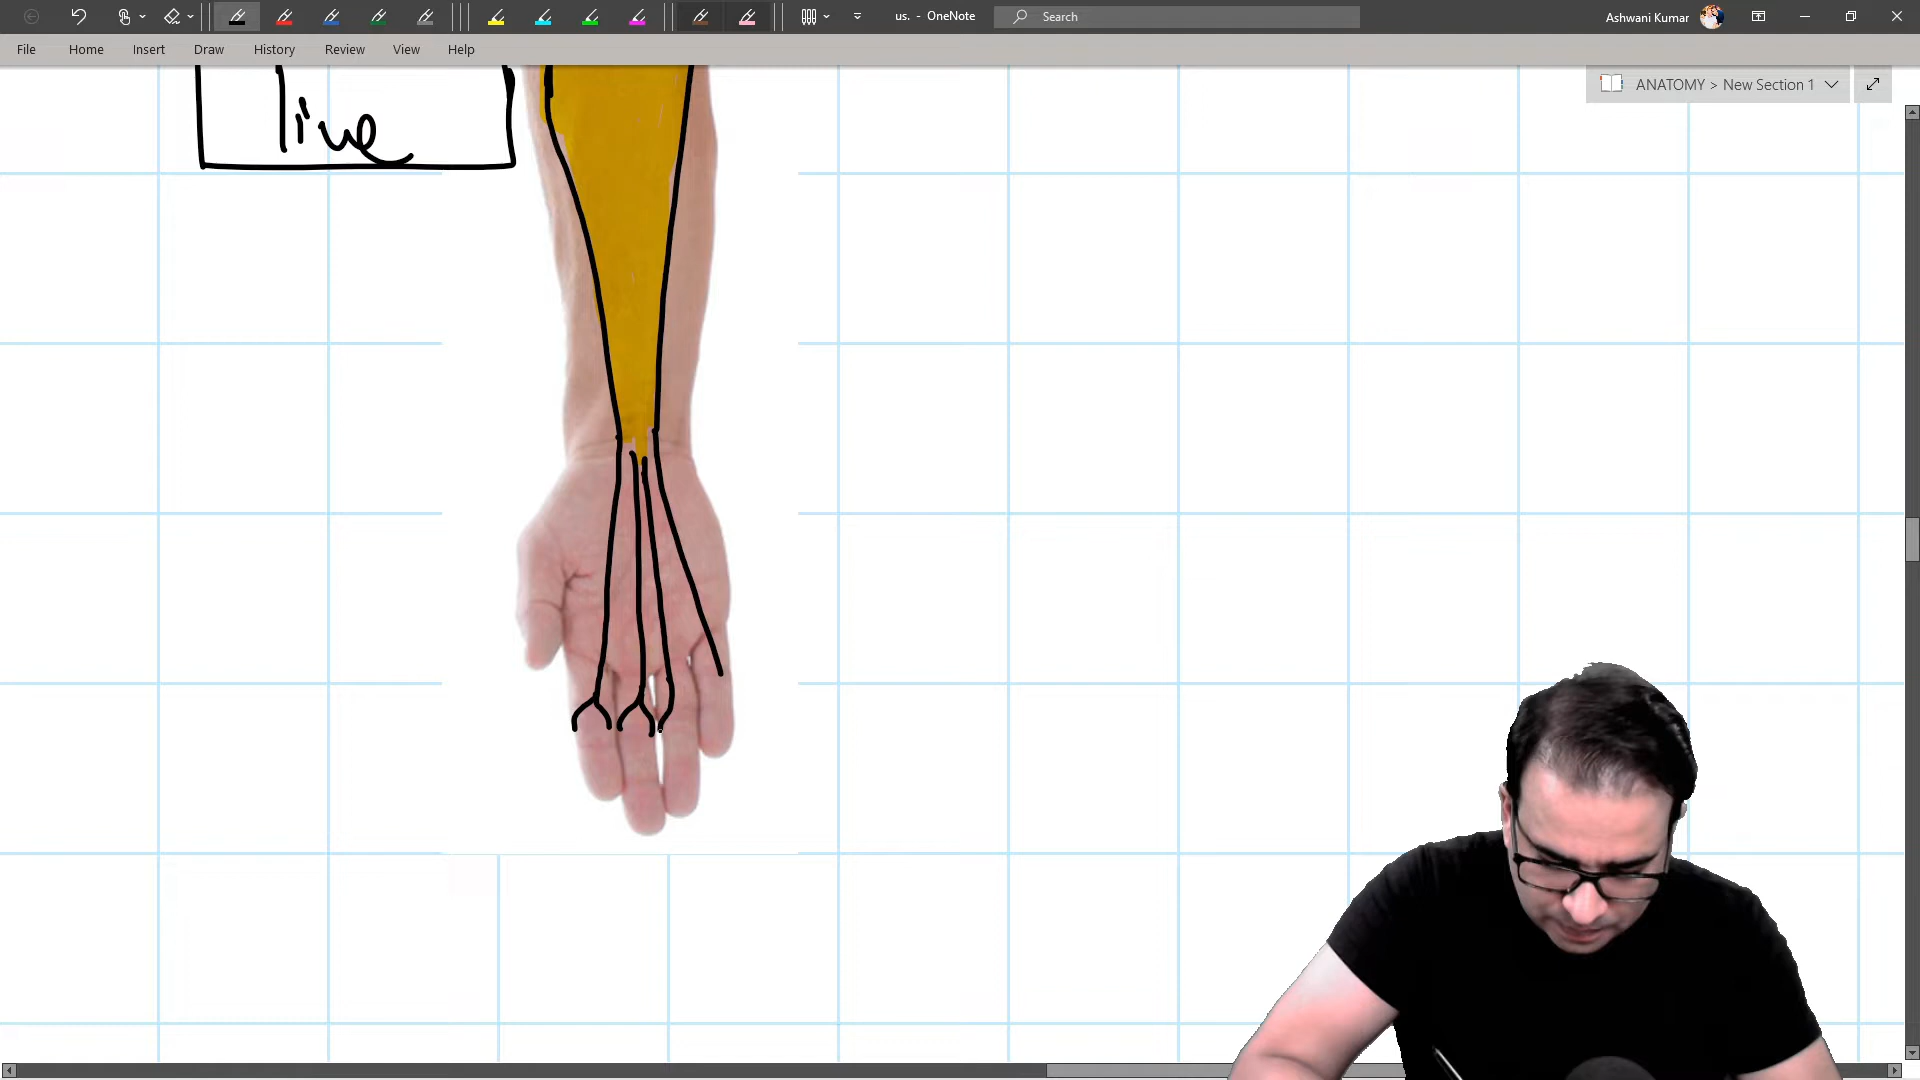 us. - OneNote
Search
Ashwani Kumar
File Home Insert Draw History Review View Help
ANATOMY > New Section 1